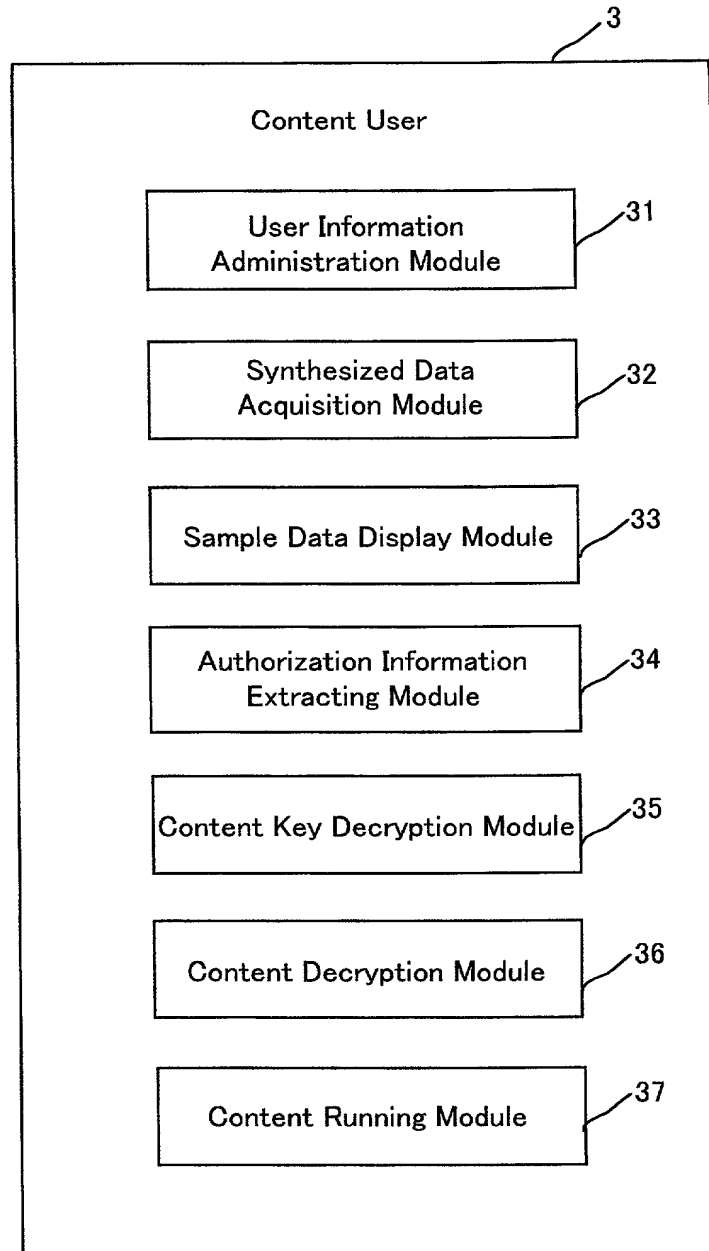 3
Content User
User Information
Administration Module
31
Synthesized Data
Acquisition Module
32
Sample Data Display Module
33
Authorization Information
Extracting Module
34
Content Key Decryption Module
35
Content Decryption Module
36
Content Running Module
37